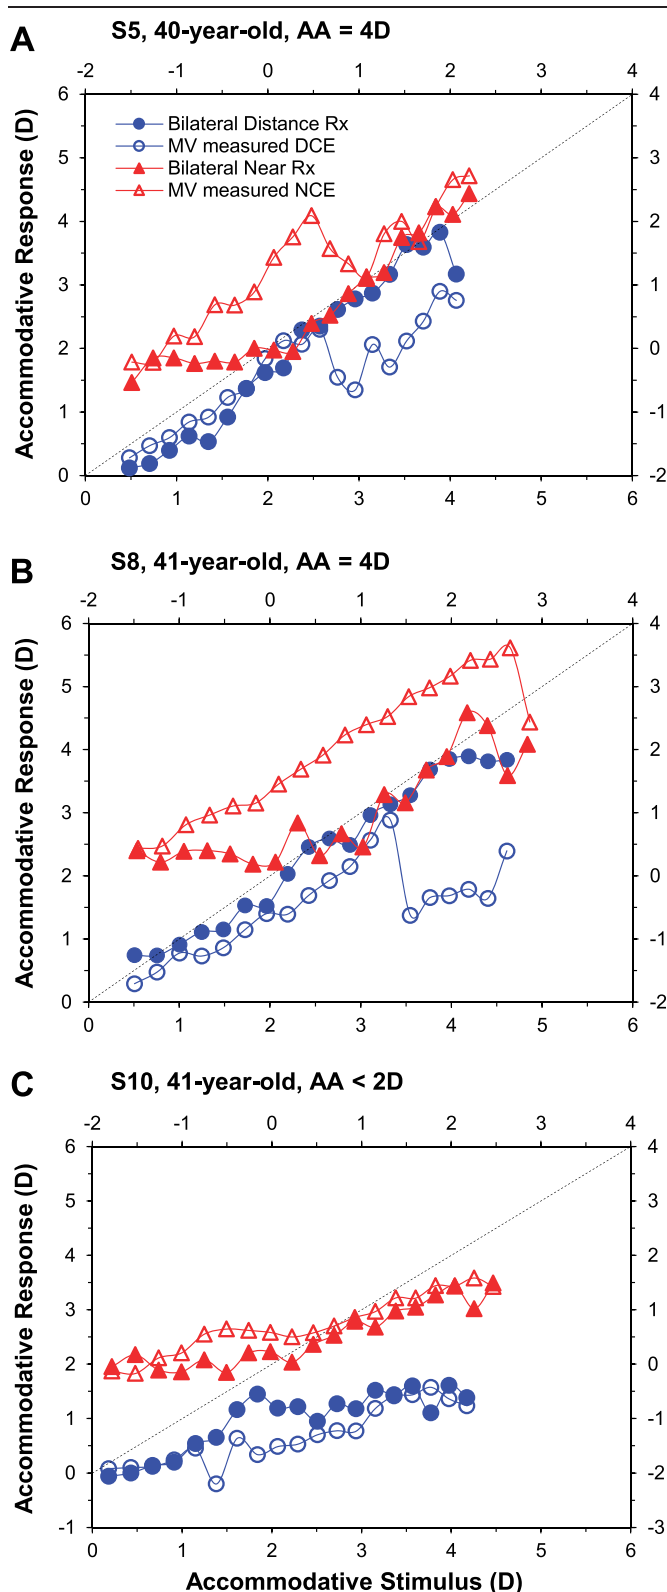 A
S5, 40-year-old, AA = 4D
-2 -1 0 1 2 3 4
Accommodative Response (D)
6 4
5 3
4 2
3 1
2 0
1 -1
0 -2
Bilateral Distance Rx
MV measured DCE
Bilateral Near Rx
MV measured NCE
0 1 2 3 4 5 6
B
S8, 41-year-old, AA = 4D
-2 -1 0 1 2 3 4
Accommodative Response (D)
6 4
5 3
4 2
3 1
2 0
1 -1
0 -2
0 1 2 3 4 5 6
C
S10, 41-year-old, AA < 2D
-2 -1 0 1 2 3 4
Accommodative Response (D)
6 4
5 3
4 2
3 1
2 0
1 -1
0 -2
-1 -3
0 1 2 3 4 5 6
Accommodative Stimulus (D)